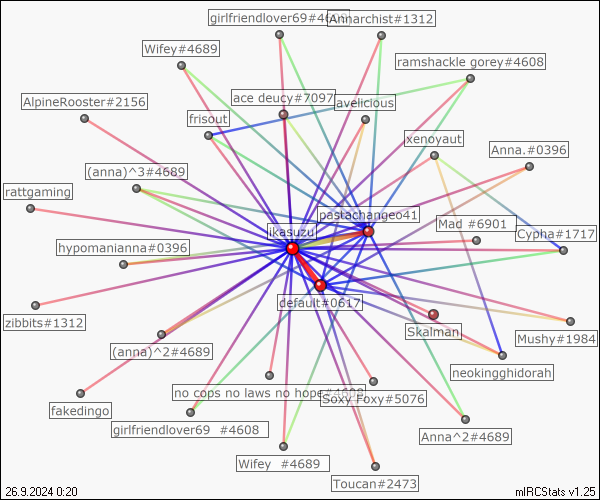 girlfriendlover69#4608
Annarchist#1312
Wifey#4689
ramshackle gorey#4608
AlpineRooster#2156
ace deucy#7097
avelicious
frisout
xenoyaut
Anna.#0396
(anna)^3#4689
rattgaming
pastachangeo41
ikasuzu
Mad #6901
Cypha#1717
hypomanianna#0396
default#0617
zibbits#1312
Skalman
Mushy#1984
(anna)^2#4689
neokingghidorah
no cops no laws no hope#4608
Soxy Foxy#5076
fakedingo
girlfriendlover69 #4608
Anna^2#4689
Wifey #4689
Toucan#2473
26.9.2024 0:20
mIRCStats v1.25